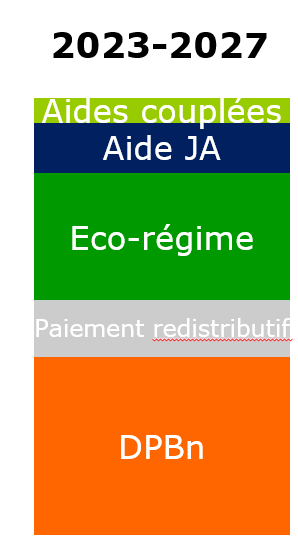 2023-2027
Aides couplées
Aide JA
Eco-régime
Paiement redistributif
DPBn